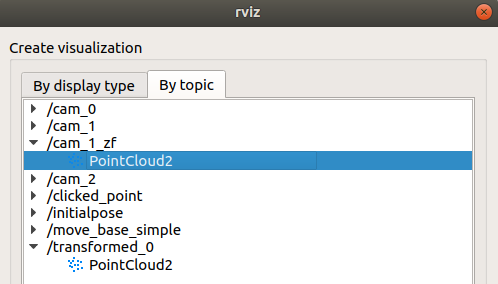 rviz
Create visualization
By display type By topic
/cam_0
/cam_1
/cam_1_zf
PointCloud2
/cam_2
/clicked_point
/initialpose
/move_base_simple
/transformed_0
PointCloud2